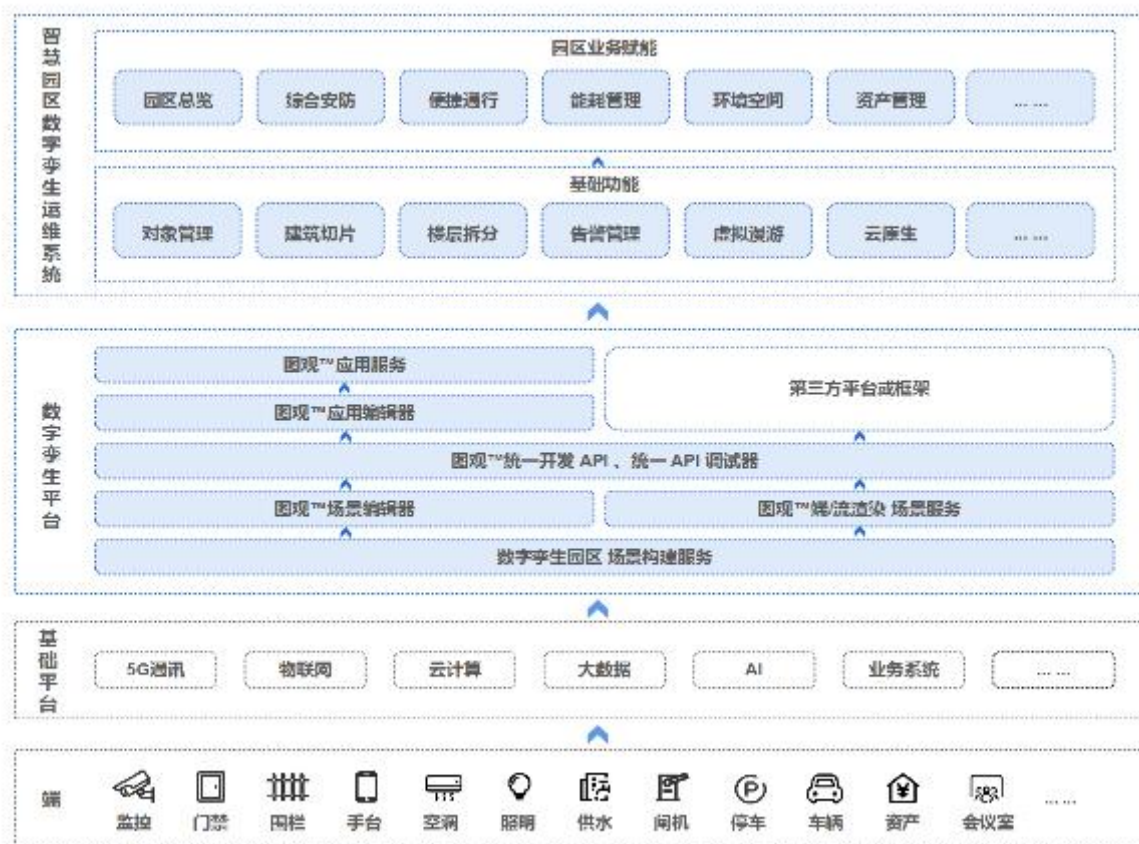 智慧园区数字孪生运维系统
园区业务赋能
园区总览 综合安防 便捷通行 能耗管理 环境空间 资产管理 ... ...
基础功能
对象管理 建筑切片 楼层拆分 告警管理 虚拟漫游 云原生 ... ...
数字孪生平台
图观™应用服务
第三方平台或框架
图观™应用编辑器
图观™统一开发 API 、统一 API 调试器
图观™场景编辑器 图观™端/流渲染 场景服务
数字孪生园区 场景构建服务
基础平台
5G通讯 物联网 云计算 大数据 AI 业务系统 ... ...
端
监控 门禁 围栏 手台 空调 照明 供水 闸机 停车 车辆 资产 会议室 ... ...